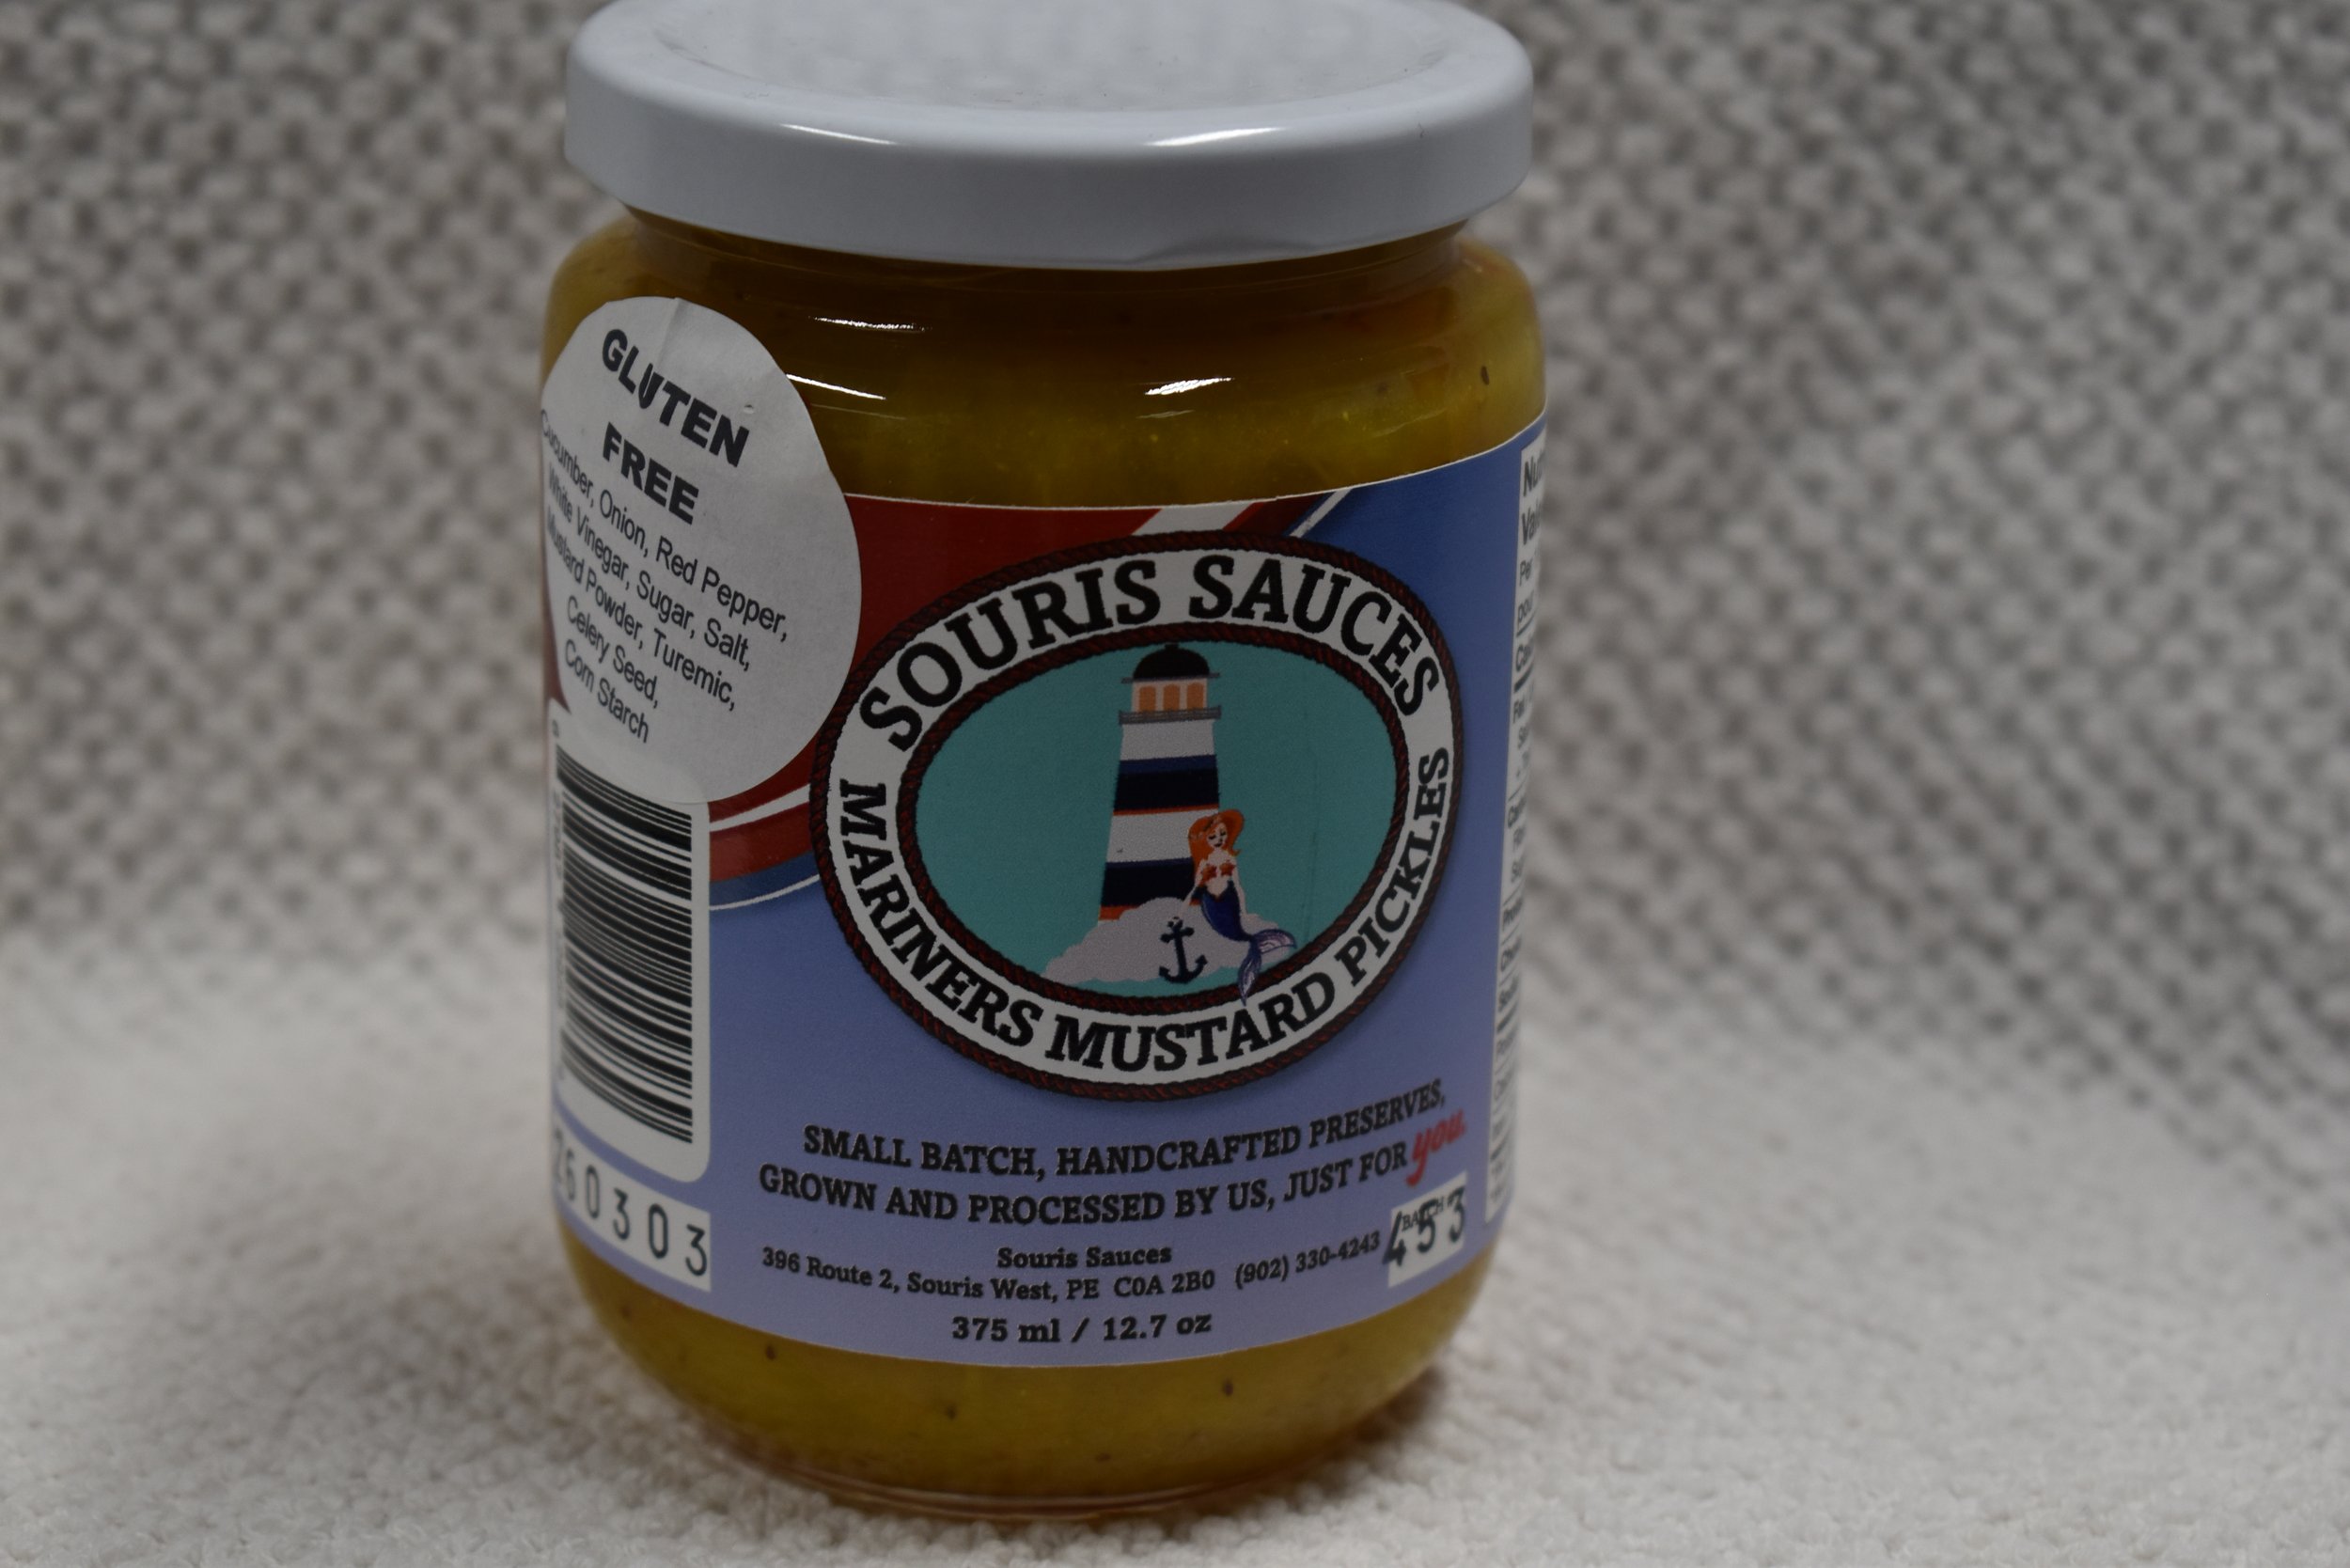 GLUTEN
FREE
Cucumber, Onion, Red Pepper,
White Vinegar, Sugar, Salt,
Mustard Powder, Turemic,
Celery Seed,
Corn Starch
SOURIS SAUCES
MARINERS MUSTARD PICKLES
SMALL BATCH, HANDCRAFTED PRESERVES,
GROWN AND PROCESSED BY US, JUST FOR you.
Souris Sauces
396 Route 2, Souris West, PE C0A 2B0 (902) 330-4243
375 ml / 12.7 oz
260303
BATCH #
453